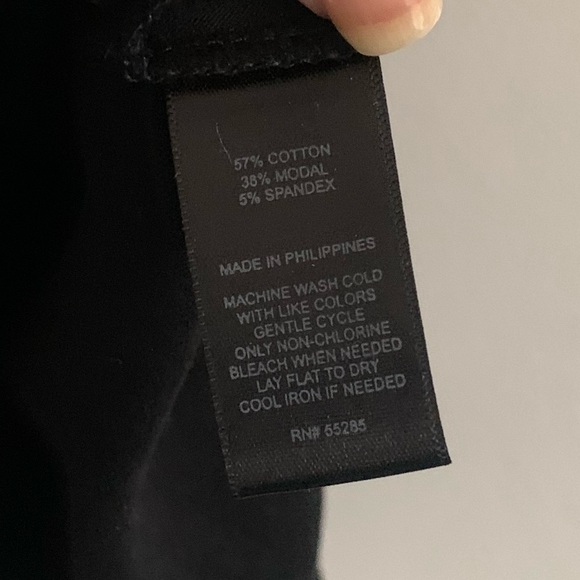 57% COTTON
38% MODAL
5% SPANDEX
MADE IN PHILIPPINES
MACHINE WASH COLD
WITH LIKE COLORS
GENTLE CYCLE
ONLY NON-CHLORINE
BLEACH WHEN NEEDED
LAY FLAT TO DRY
COOL IRON IF NEEDED
RN# 55285